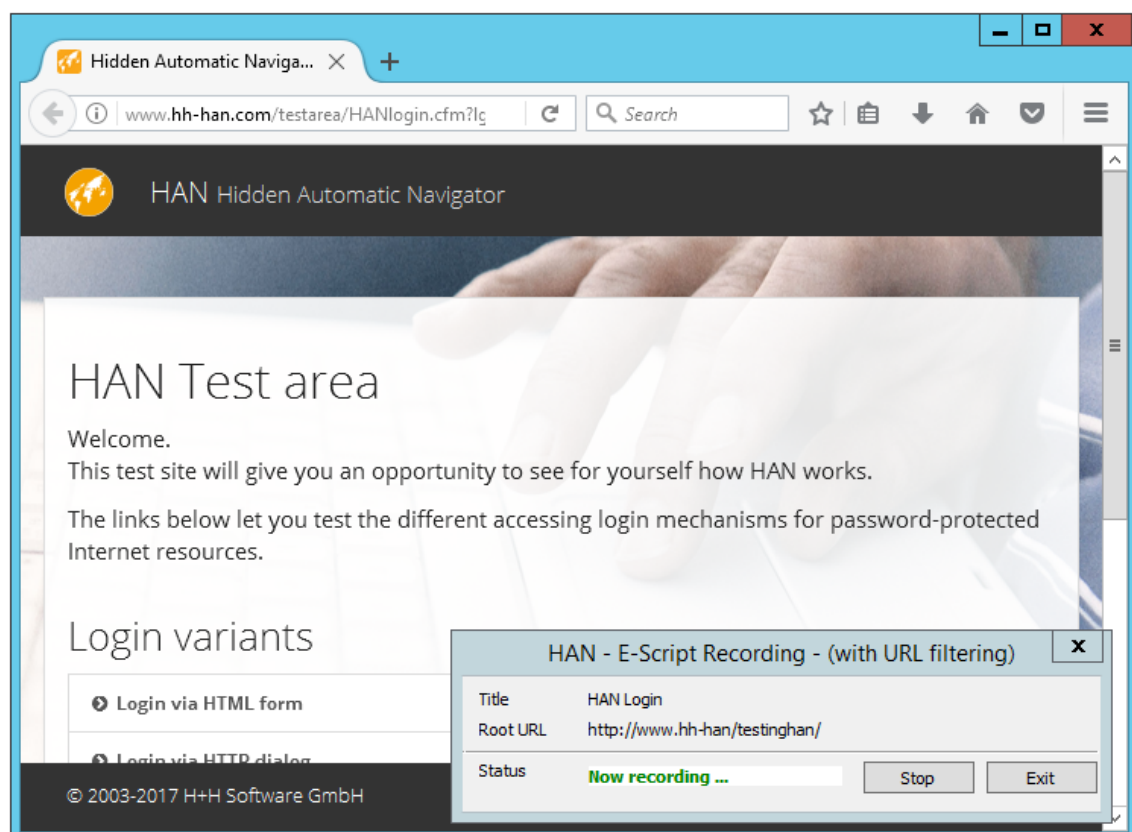 Hidden Automatic Naviga...
www.hh-han.com/testarea/HANlogin.cfm?lg
Search
HAN Hidden Automatic Navigator
HAN Test area
Welcome.
This test site will give you an opportunity to see for yourself how HAN works.
The links below let you test the different accessing login mechanisms for password-protected
Internet resources.
Login variants
Login via HTML form
Login via HTTP dialog
© 2003-2017 H+H Software GmbH
HAN - E-Script Recording - (with URL filtering)
Title HAN Login
Root URL http://www.hh-han/testinghan/
Status Now recording ... Stop Exit